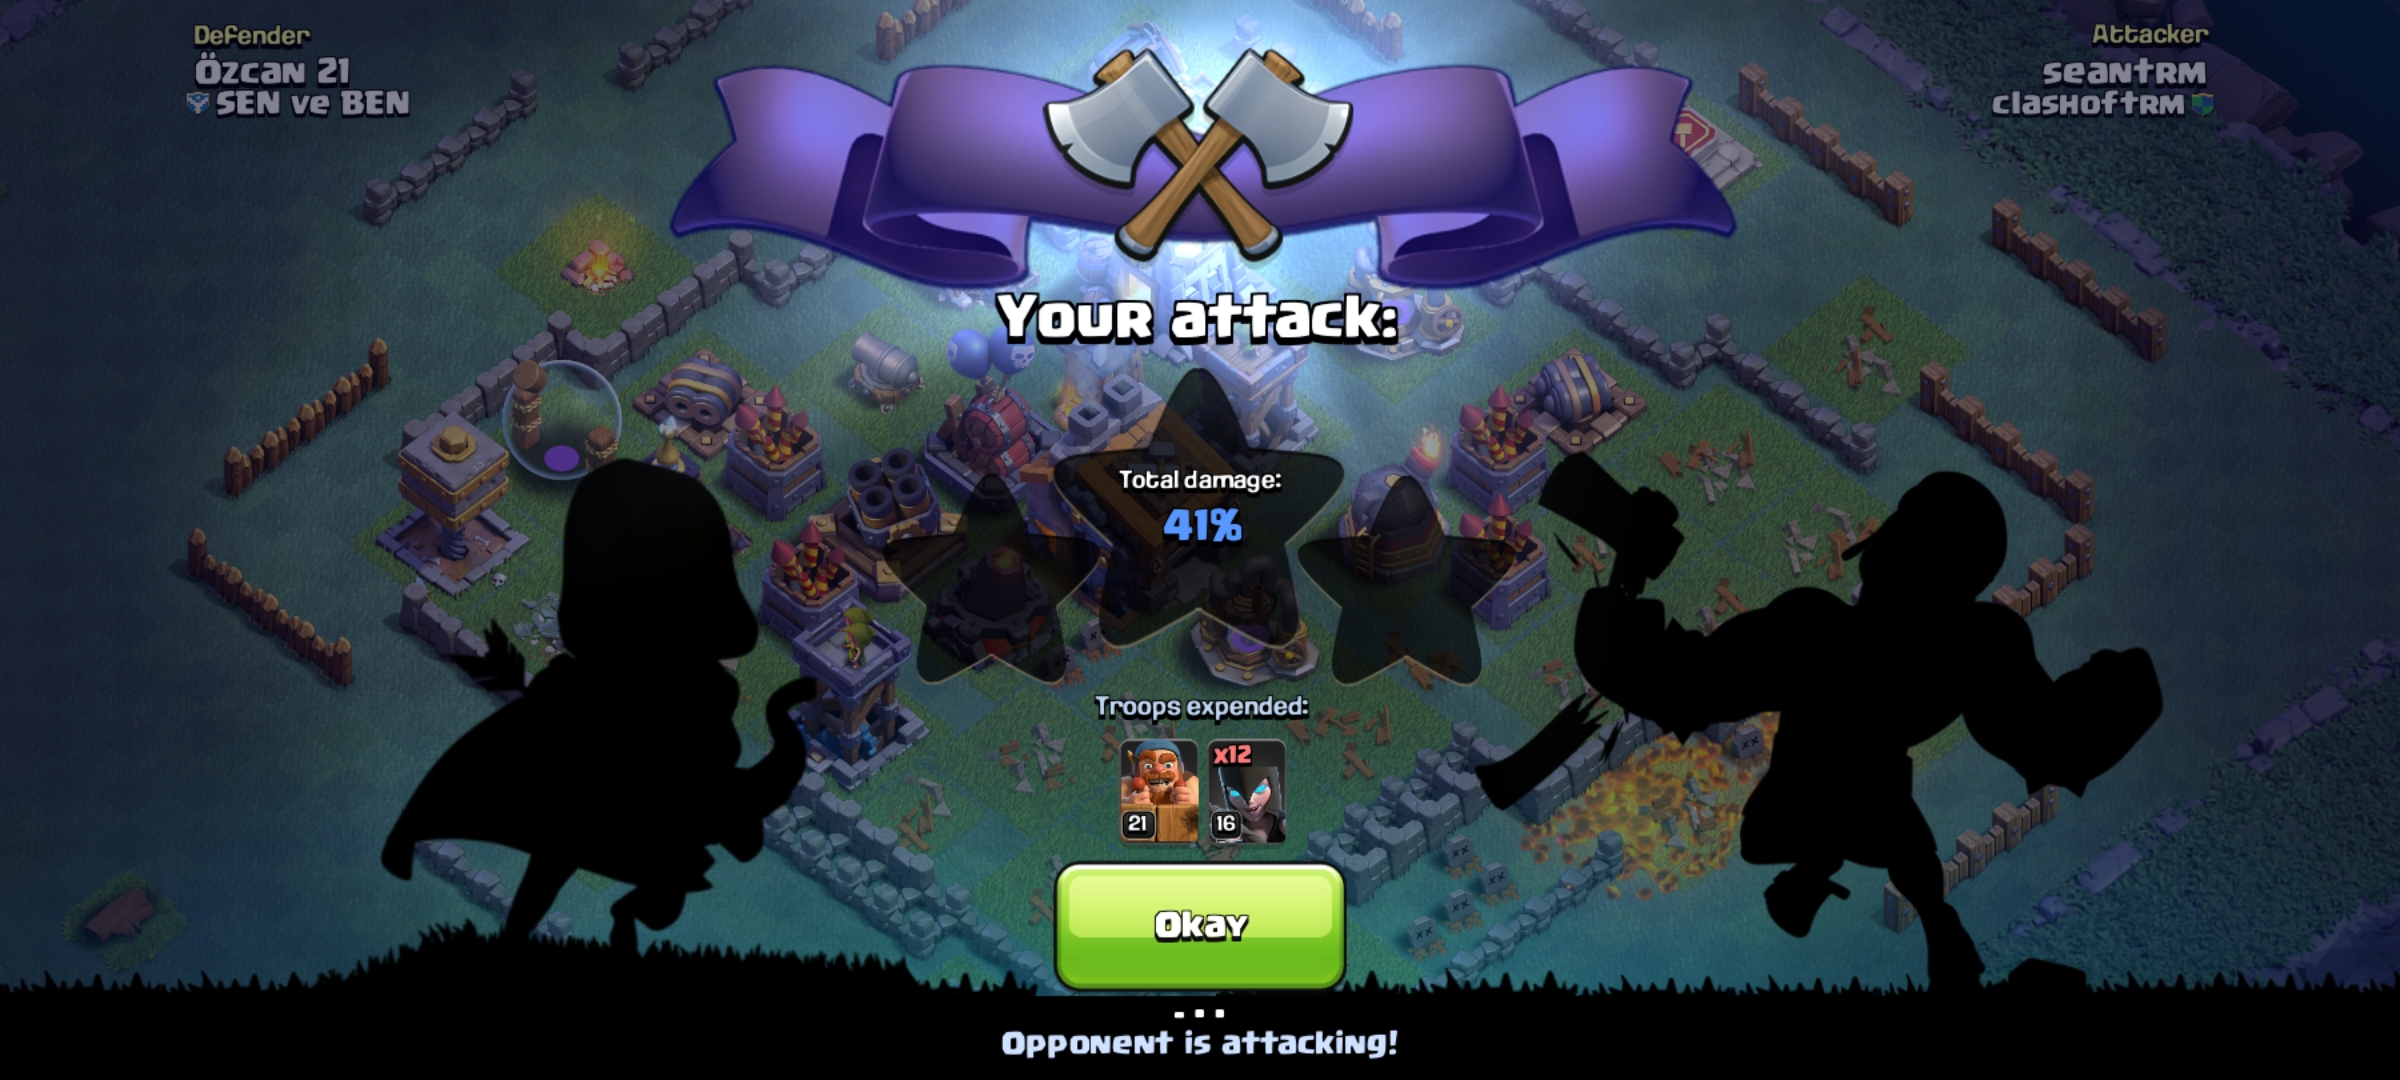 Defender
Özcan 21
SEN ve BEN
Attacker
seantrm
clashoftrm
Your attack:
Total damage:
41%
Troops expended:
x12
21
16
Okay
Opponent is attacking!